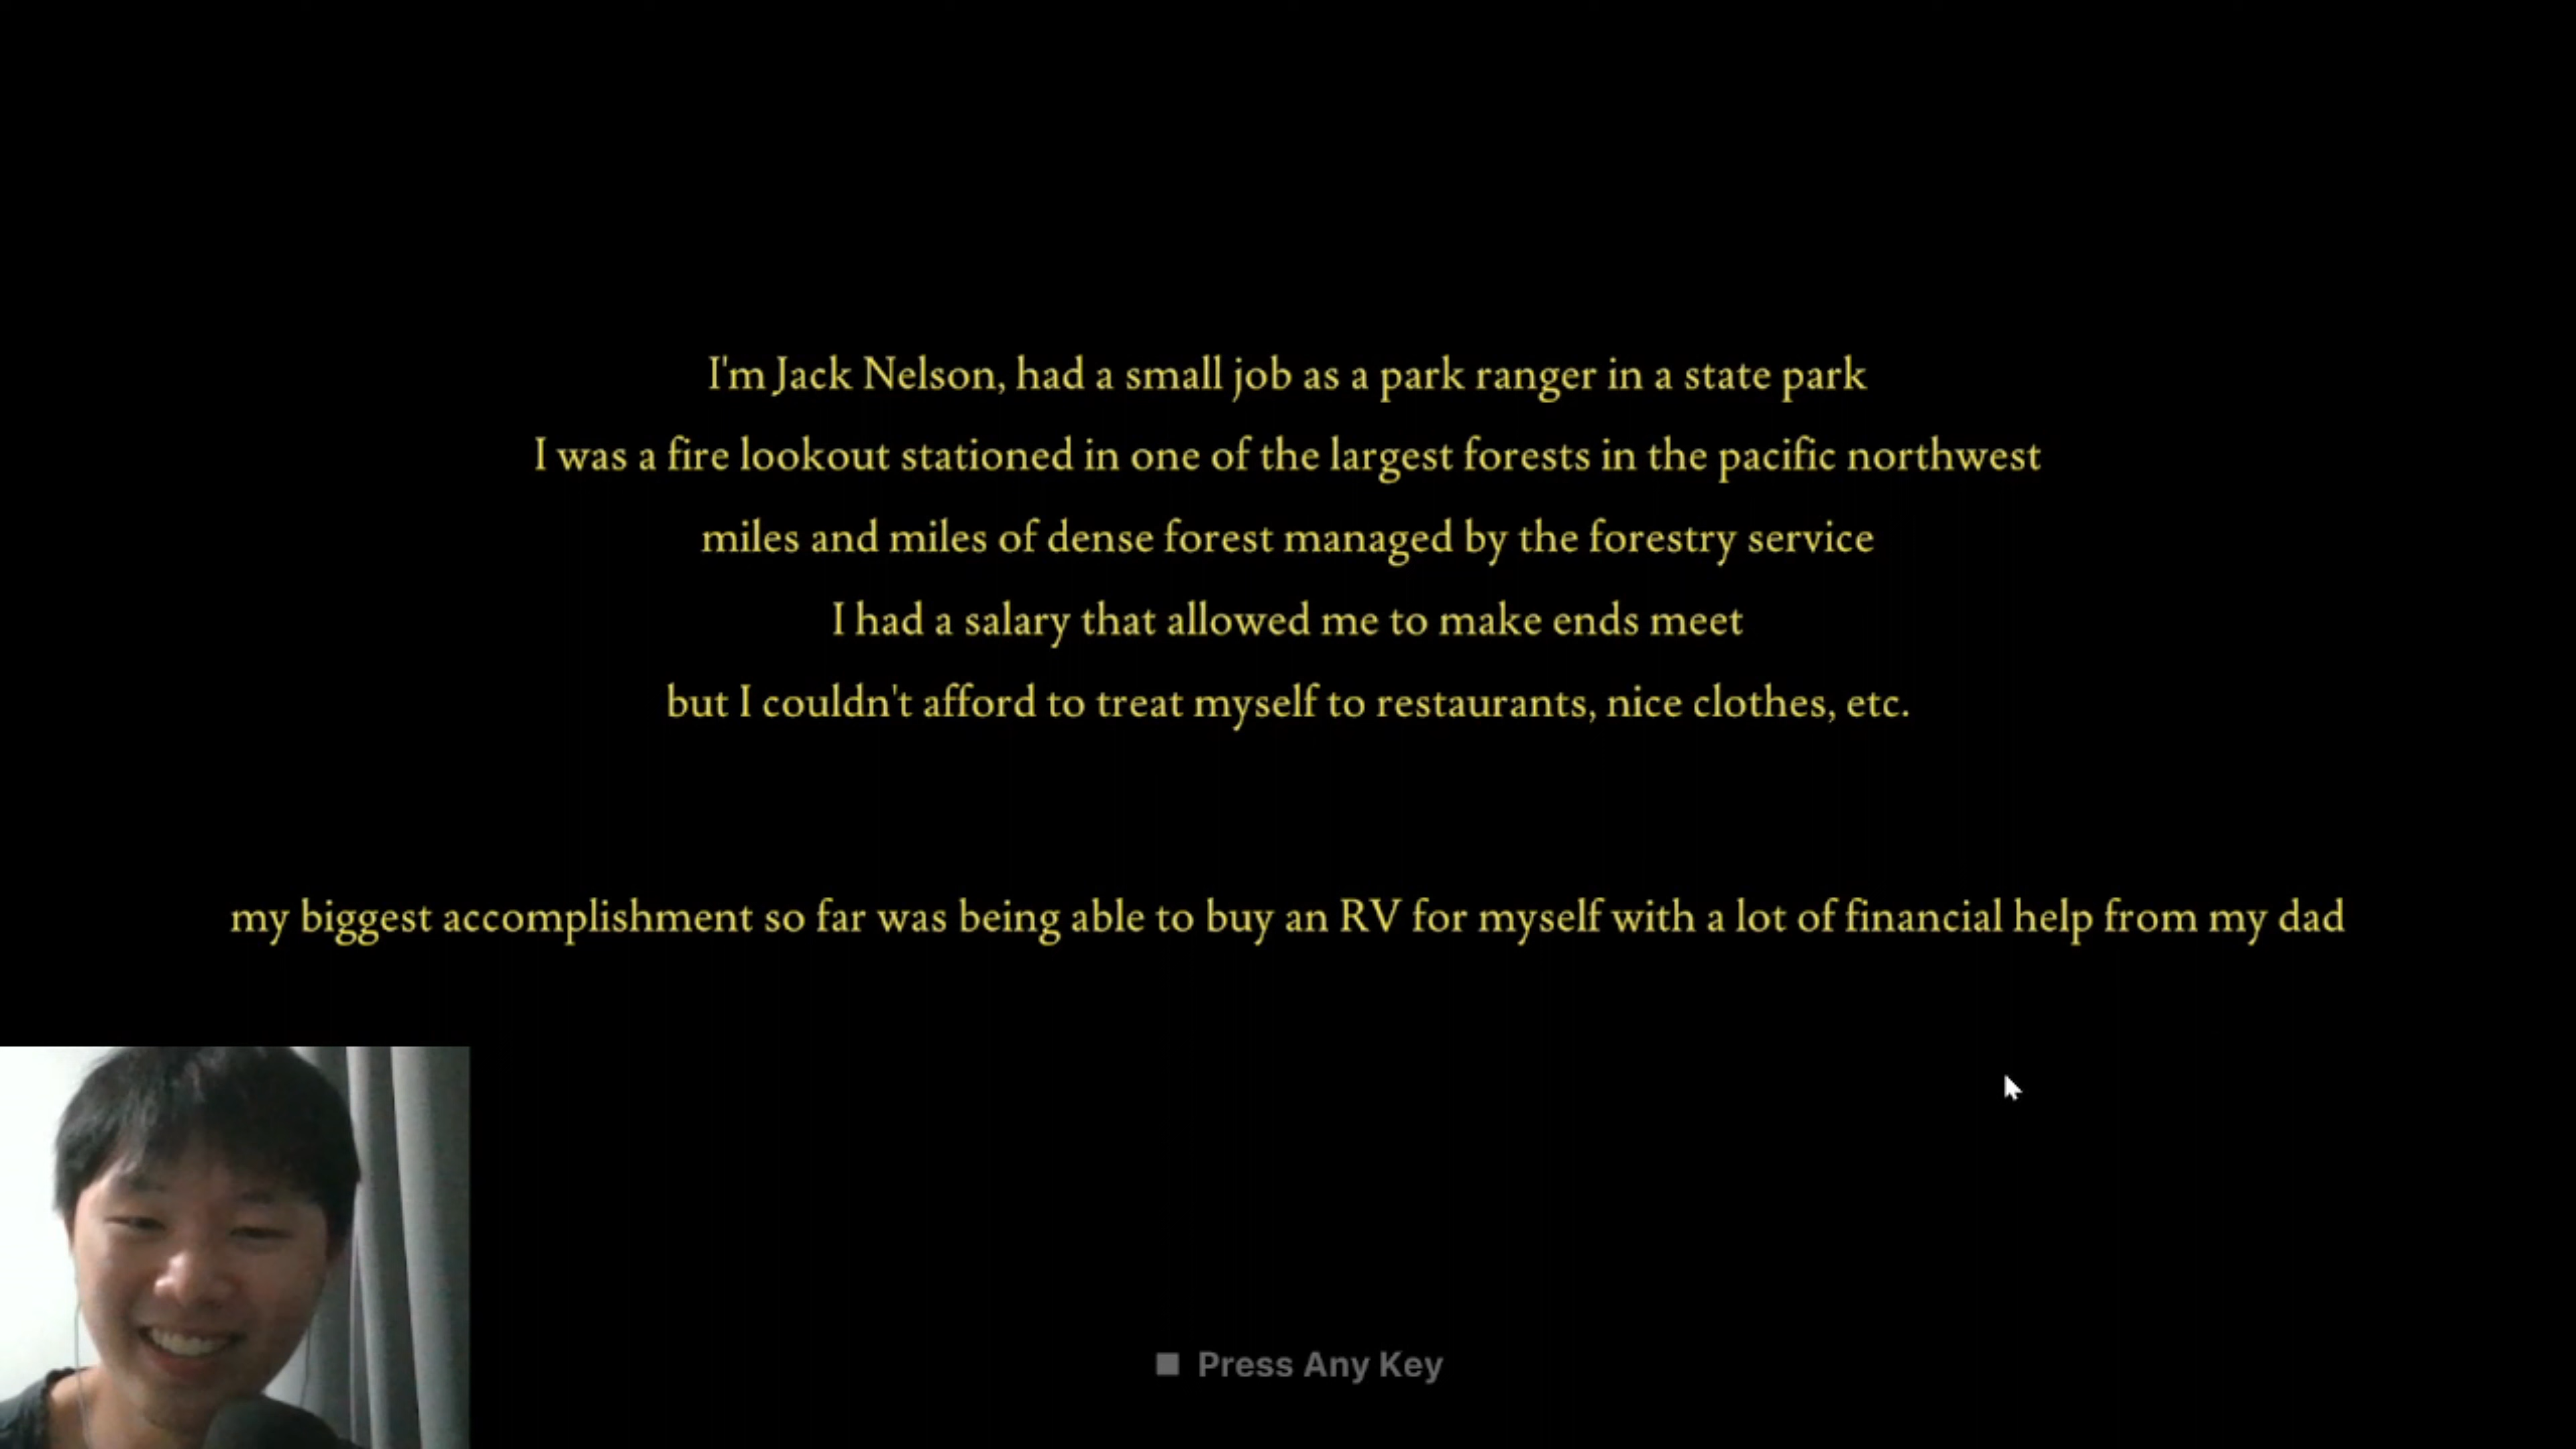 I'm Jack Nelson, had a small job as a park ranger in a state park
I was a fire lookout stationed in one of the largest forests in the pacific northwest
miles and miles of dense forest managed by the forestry service
I had a salary that allowed me to make ends meet
but I couldn't afford to treat myself to restaurants, nice clothes, etc.
my biggest accomplishment so far was being able to buy an RV for myself with a lot of financial help from my dad
Press Any Key